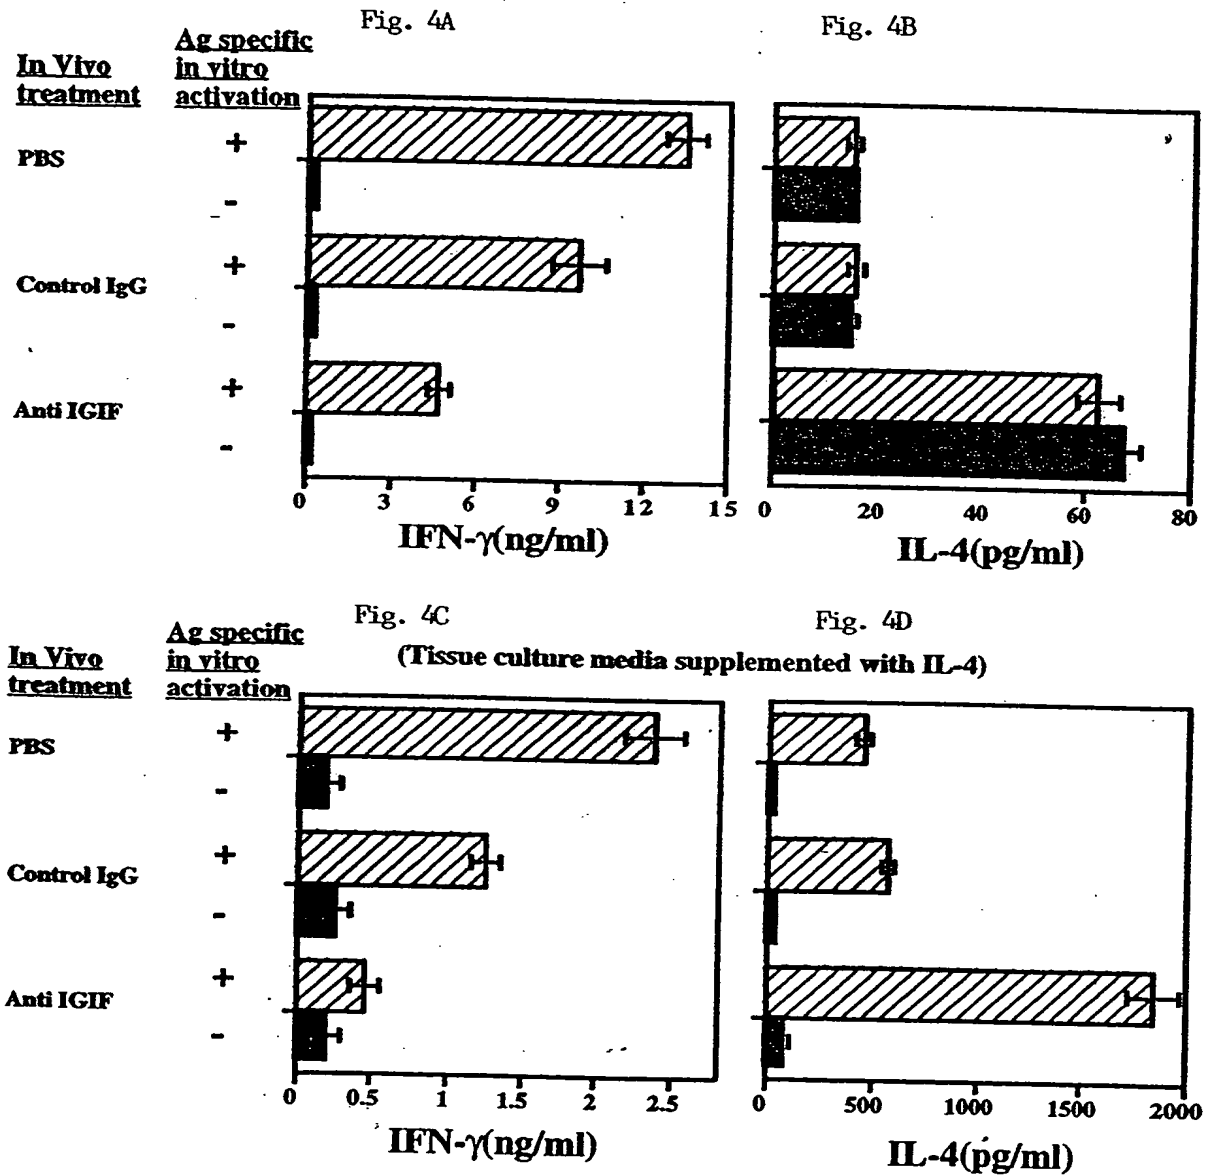 Fig. 4A
Fig. 4B
In Vivo
treatment
Ag specific
in vitro
activation
PBS
+
-
Control IgG
+
-
Anti IGIF
+
-
0 3 6 9 12 15
IFN-γ(ng/ml)
0 20 40 60 80
IL-4(pg/ml)
Fig. 4C
Fig. 4D
(Tissue culture media supplemented with IL-4)
In Vivo
treatment
Ag specific
in vitro
activation
PBS
+
-
Control IgG
+
-
Anti IGIF
+
-
0 0.5 1 1.5 2 2.5
IFN-γ(ng/ml)
0 500 1000 1500 2000
IL-4(pg/ml)